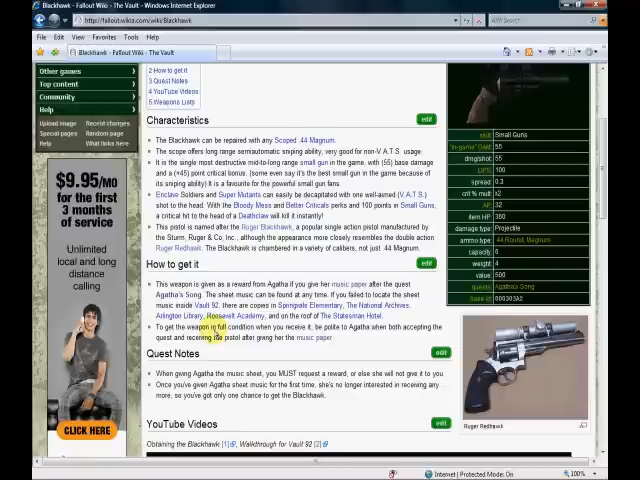 Blackhawk - Fallout Wiki - The Vault - Windows Internet Explorer
http://fallout.wikia.com/wiki/Blackhawk
File Edit View Favorites Tools Help
Blackhawk - Fallout Wiki - The Vault
Page
Tools
Other games
Top content
Community
Help
Upload image Recent changes
Special pages Random page
Help What links here
$9.95/MO
for the first
3 months
of service
Unlimited
local and long
distance
calling
CLICK HERE
2 How to get it
3 Quest Notes
4 YouTube Videos
5 Weapons Lists
Characteristics
edit
The Blackhawk can be repaired with any Scoped .44 Magnum.
The scope offers long range semiautomatic sniping ability, very good for non-V.A.T.S. usage.
It is the single most destructive mid-to-long range small gun in the game, with (55) base damage
and a (+45) point critical bonus. (some even say it's the best small gun in the game because of
its sniping ability) it is a favourite for the powerful small gun fans
Enclave Soldiers and Super Mutants can easily be decapitated with one well-aimed (V.A.T.S.)
shot to the head. With the Bloody Mess and Better Criticals perks and 100 points in Small Guns,
a critical hit to the head of a Deathclaw will kill it instantly!
This pistol is named after the Ruger Blackhawk, a popular single action pistol manufactured by
the Sturm, Ruger & Co, Inc., although the appearance more closely resembles the double action
Ruger Redhawk. The Blackhawk is chambered in a variety of calibers, not just .44 Magnum.
How to get it
edit
This weapon is given as a reward from Agatha if you give her music paper after the quest
Agatha's Song. The sheet music can be found at any time. If you failed to locate the sheet
music inside Vault 92, there are copies in Springvale Elementary, The National Archives,
Arlington Library, Roosevelt Academy, and on the roof of The Statesman Hotel.
To get the weapon in full condition when you receive it, be polite to Agatha when both accepting the
quest and receiving the pistol after giving her the music paper
Quest Notes
edit
When giving Agatha the music sheet, you MUST request a reward, or else she will not give it to you.
Once you've given Agatha sheet music for the first time, she's no longer interested in receiving any
more, so you've got only one chance to get the Blackhawk.
YouTube Videos
edit
Obtaining the Blackhawk [1], Walkthrough for Vault 92 [2]
skill: Small Guns
"in-game" DAM: 55
dmg/shot: 55
DPS: 100
spread: 0.3
crit % mult x2
AP: 32
item HP: 360
damage type: Projectile
ammo type: .44 Round, Magnum
capacity 6
weight 4
value: 500
quests: Agatha's Song
base id: 000303A2
Ruger Redhawk
Internet | Protected Mode: On
100%